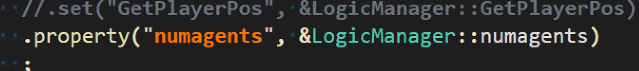 //.set("GetPlayerPos", &LogicManager::GetPlayerPos)
.property("numagents", &LogicManager::numagents)
;